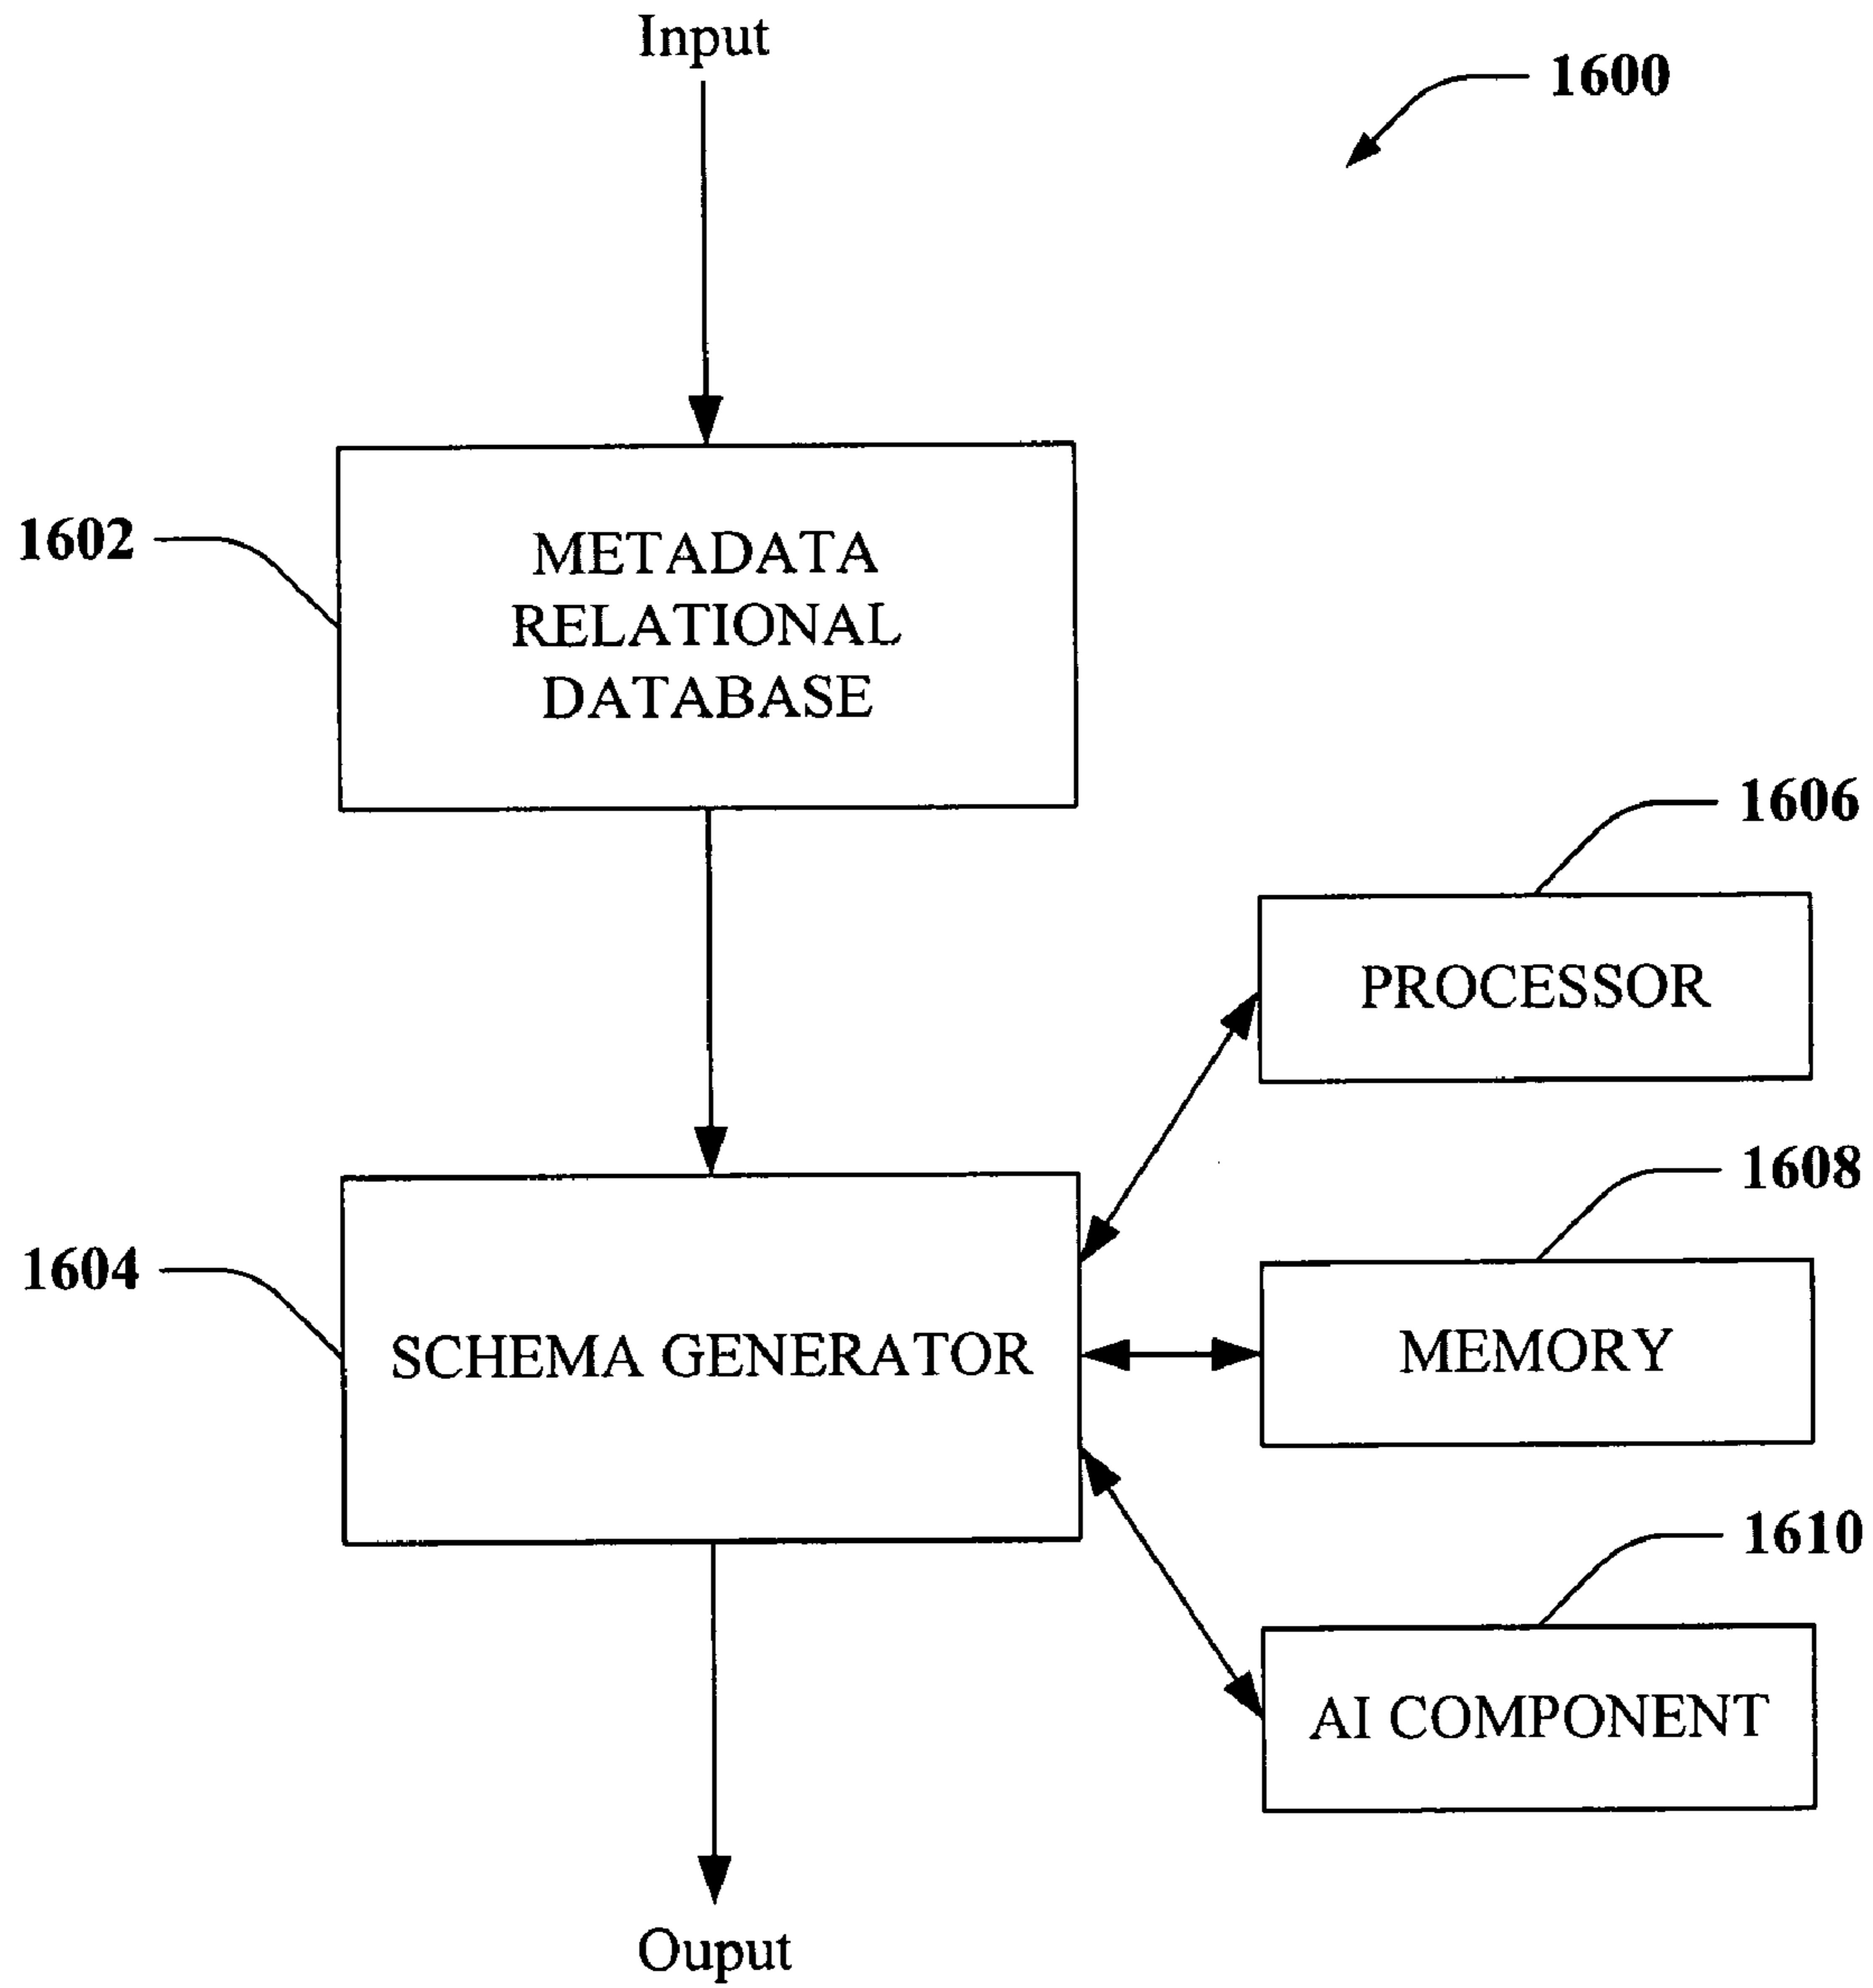 Input
1600
1602
METADATA
RELATIONAL
DATABASE
1606
PROCESSOR
1608
1604
SCHEMA GENERATOR
MEMORY
1610
AI COMPONENT
Ouput